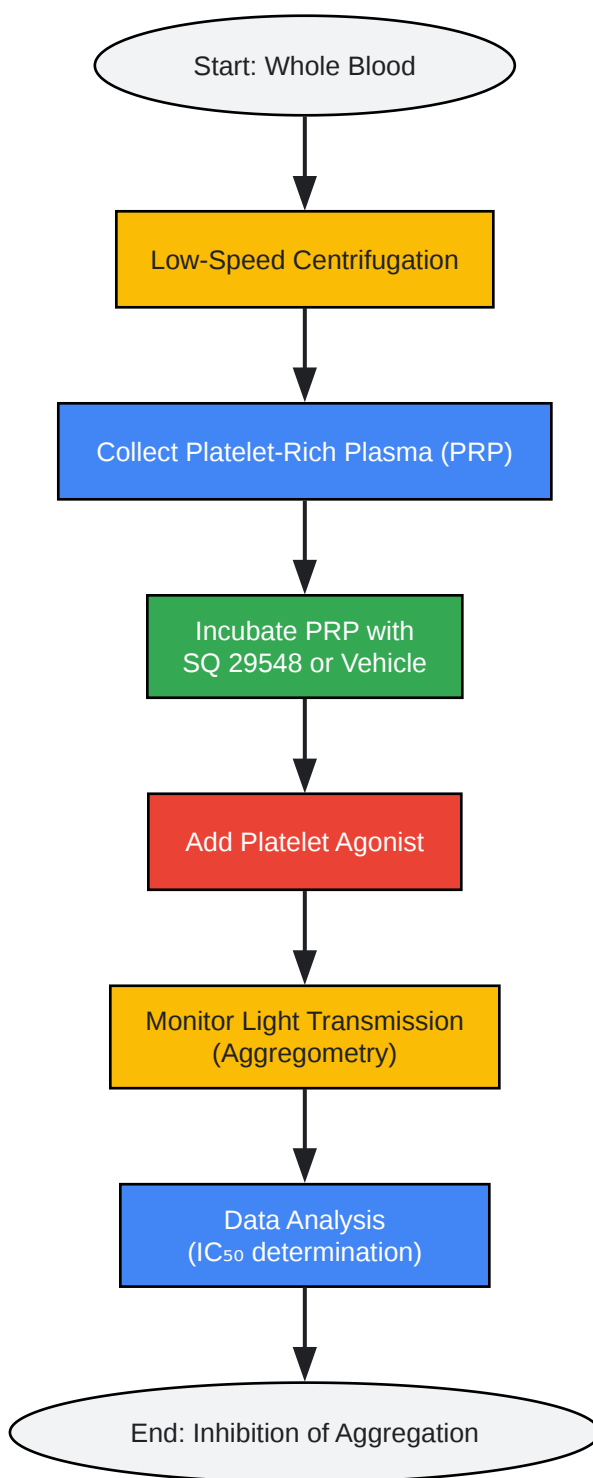 Start: Whole Blood
Low-Speed Centrifugation
Collect Platelet-Rich Plasma (PRP)
Incubate PRP with
SQ 29548 or Vehicle
Add Platelet Agonist
Monitor Light Transmission
(Aggregometry)
Data Analysis
(IC₅₀ determination)
End: Inhibition of Aggregation